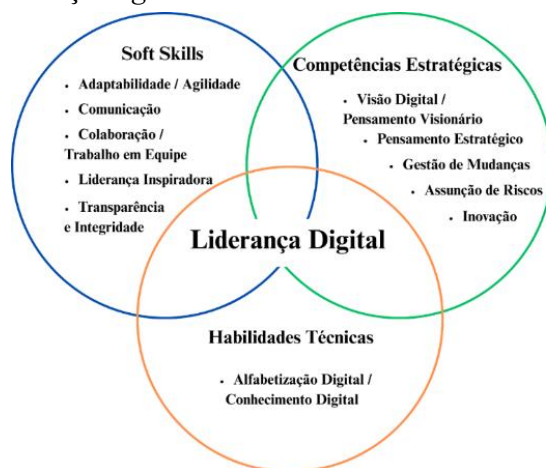 Soft Skills
• Adaptabilidade / Agilidade
• Comunicação
• Colaboração /
Trabalho em Equipe
• Liderança Inspiradora
• Transparência
e Integridade
Competências Estratégicas
• Visão Digital /
Pensamento Visionário
• Pensamento Estratégico
• Gestão de Mudanças
• Assunção de Riscos
• Inovação
Liderança Digital
Habilidades Técnicas
• Alfabetização Digital /
Conhecimento Digital